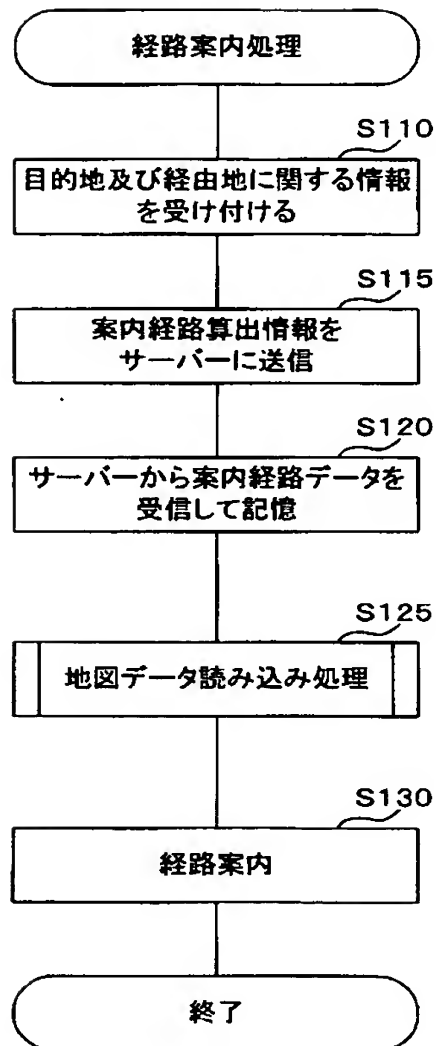 経路案内処理
S110
目的地及び経由地に関する情報
を受け付ける
S115
案内経路算出情報を
サーバーに送信
S120
サーバーから案内経路データを
受信して記憶
S125
地図データ読み込み処理
S130
経路案内
終了